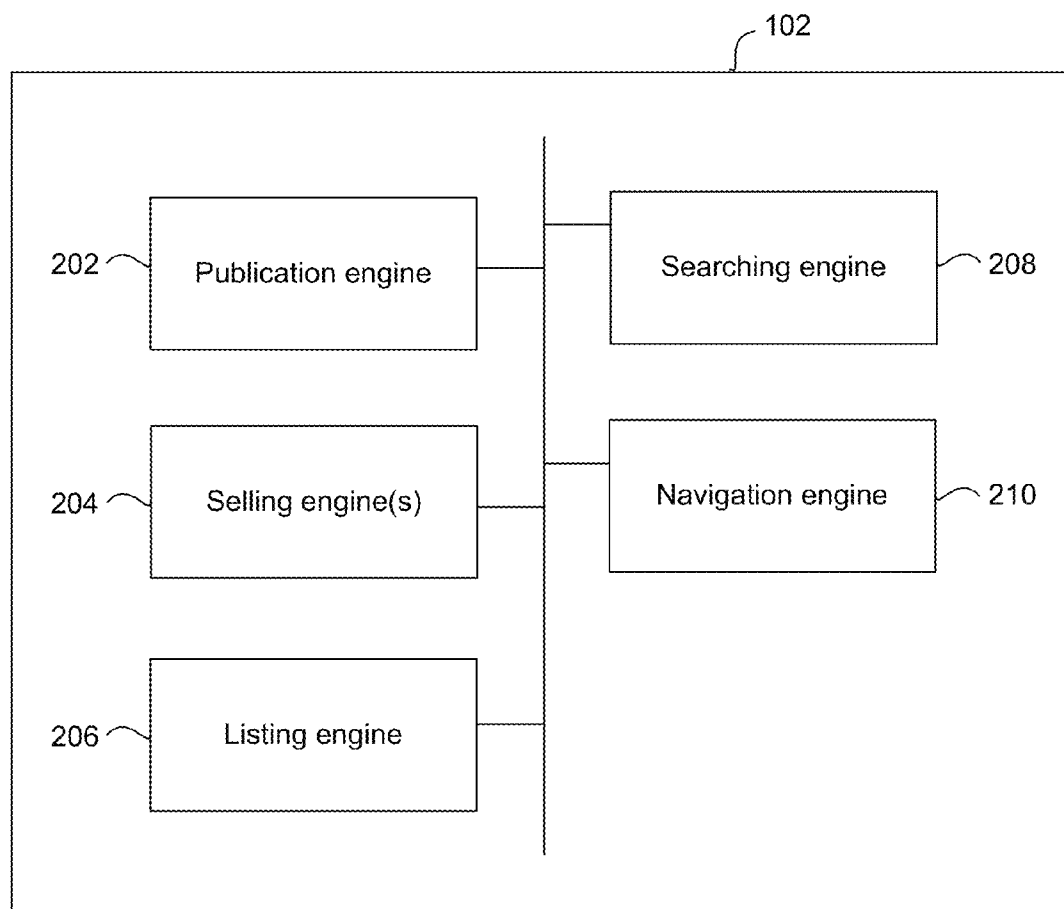 102
202
Publication engine
Searching engine
208
204
Selling engine(s)
Navigation engine
210
206
Listing engine